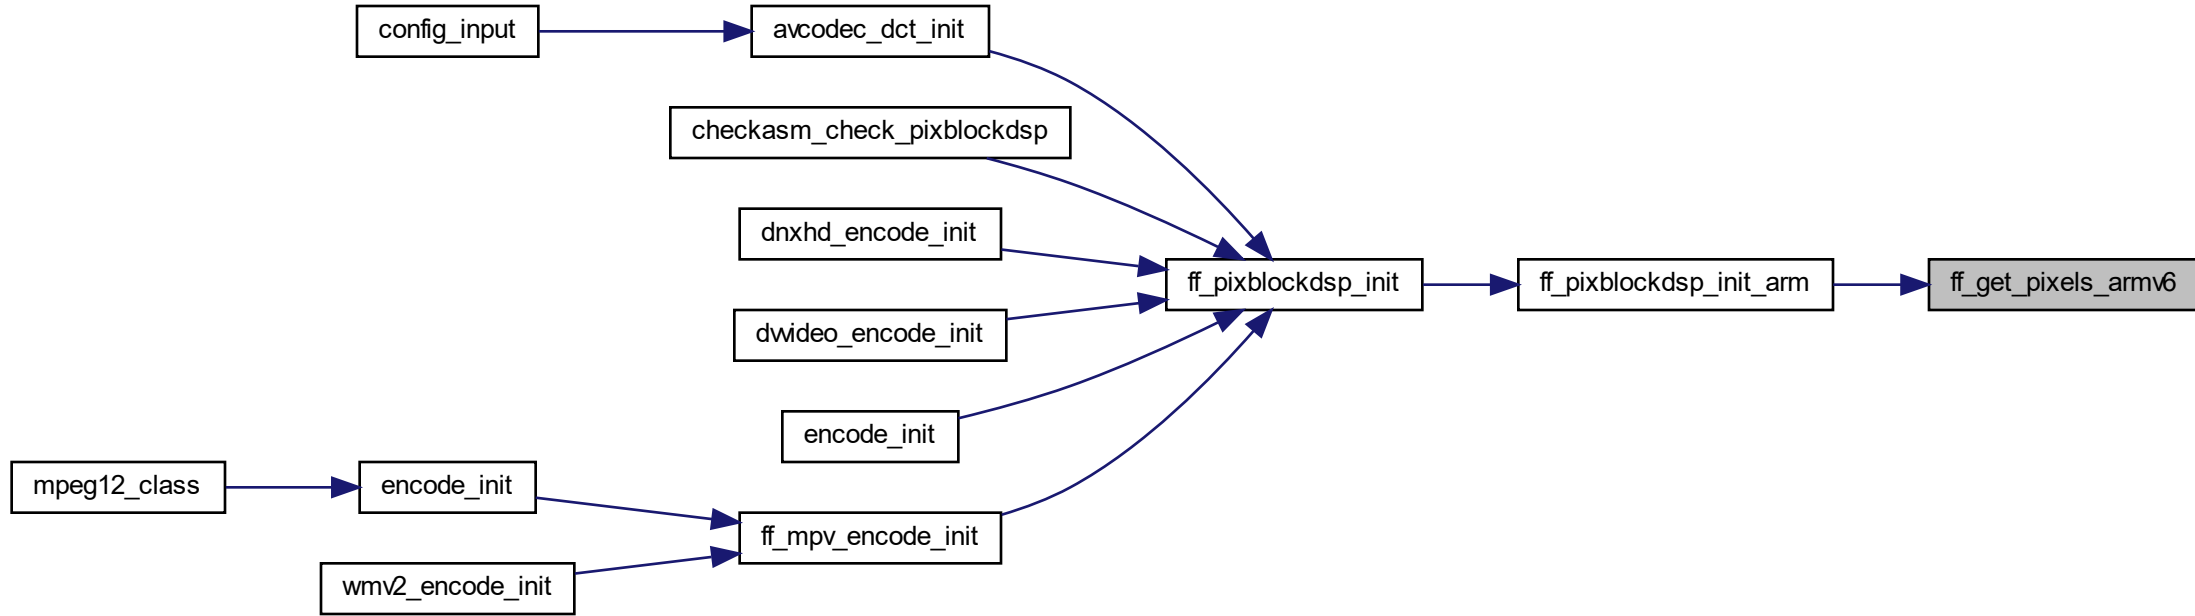 config_input
avcodec_dct_init
checkasm_check_pixblockdsp
dnxhd_encode_init
ff_pixblockdsp_init
ff_pixblockdsp_init_arm
ff_get_pixels_armv6
dvvideo_encode_init
encode_init
mpeg12_class
encode_init
ff_mpv_encode_init
wmv2_encode_init